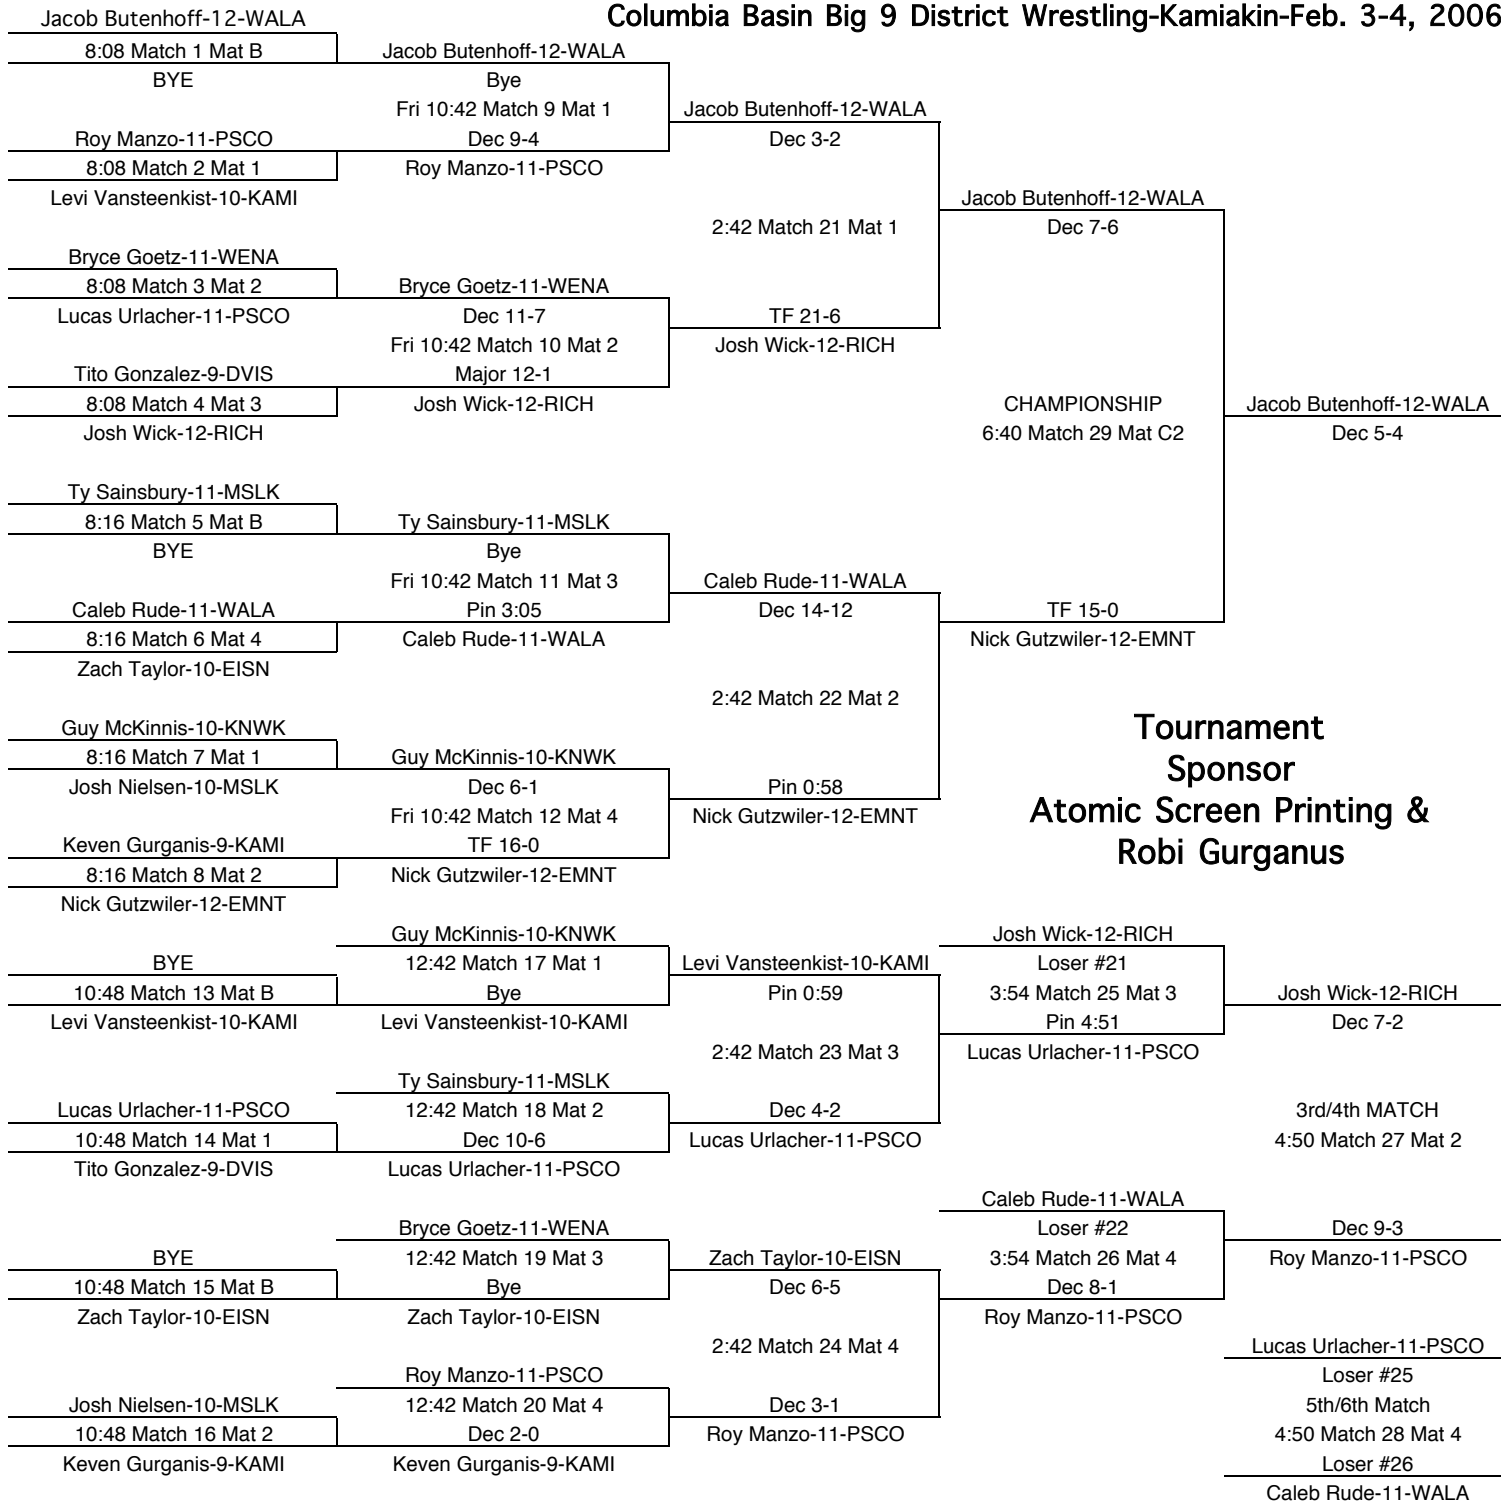 Columbia Basin Big 9 District Wrestling-Kamiakin-Feb. 3-4, 2006
Jacob Butenhoff-12-WALA
8:08 Match 1 Mat B
BYE
Roy Manzo-11-PSCO
8:08 Match 2 Mat 1
Levi Vansteenkist-10-KAMI
Bryce Goetz-11-WENA
8:08 Match 3 Mat 2
Lucas Urlacher-11-PSCO
Tito Gonzalez-9-DVIS
8:08 Match 4 Mat 3
Josh Wick-12-RICH
Ty Sainsbury-11-MSLK
8:16 Match 5 Mat B
BYE
Caleb Rude-11-WALA
8:16 Match 6 Mat 4
Zach Taylor-10-EISN
Guy McKinnis-10-KNWK
8:16 Match 7 Mat 1
Josh Nielsen-10-MSLK
Keven Gurganis-9-KAMI
8:16 Match 8 Mat 2
Nick Gutzwiler-12-EMNT
Jacob Butenhoff-12-WALA
Bye
Fri 10:42 Match 9 Mat 1
Dec 9-4
Roy Manzo-11-PSCO
Bryce Goetz-11-WENA
Dec 11-7
Fri 10:42 Match 10 Mat 2
Major 12-1
Josh Wick-12-RICH
Ty Sainsbury-11-MSLK
Bye
Fri 10:42 Match 11 Mat 3
Pin 3:05
Caleb Rude-11-WALA
Guy McKinnis-10-KNWK
Dec 6-1
Fri 10:42 Match 12 Mat 4
TF 16-0
Nick Gutzwiler-12-EMNT
Jacob Butenhoff-12-WALA
Dec 3-2
2:42 Match 21 Mat 1
TF 21-6
Josh Wick-12-RICH
Caleb Rude-11-WALA
Dec 14-12
2:42 Match 22 Mat 2
Pin 0:58
Nick Gutzwiler-12-EMNT
Jacob Butenhoff-12-WALA
Dec 7-6
CHAMPIONSHIP
6:40 Match 29 Mat C2
TF 15-0
Nick Gutzwiler-12-EMNT
Jacob Butenhoff-12-WALA
Dec 5-4
Tournament
Sponsor
Atomic Screen Printing &
Robi Gurganus
BYE
10:48 Match 13 Mat B
Levi Vansteenkist-10-KAMI
Lucas Urlacher-11-PSCO
10:48 Match 14 Mat 1
Tito Gonzalez-9-DVIS
BYE
10:48 Match 15 Mat B
Zach Taylor-10-EISN
Josh Nielsen-10-MSLK
10:48 Match 16 Mat 2
Keven Gurganis-9-KAMI
Guy McKinnis-10-KNWK
12:42 Match 17 Mat 1
Bye
Levi Vansteenkist-10-KAMI
Ty Sainsbury-11-MSLK
12:42 Match 18 Mat 2
Dec 10-6
Lucas Urlacher-11-PSCO
Bryce Goetz-11-WENA
12:42 Match 19 Mat 3
Bye
Zach Taylor-10-EISN
Roy Manzo-11-PSCO
12:42 Match 20 Mat 4
Dec 2-0
Keven Gurganis-9-KAMI
Levi Vansteenkist-10-KAMI
Pin 0:59
2:42 Match 23 Mat 3
Dec 4-2
Lucas Urlacher-11-PSCO
Zach Taylor-10-EISN
Dec 6-5
2:42 Match 24 Mat 4
Dec 3-1
Roy Manzo-11-PSCO
Josh Wick-12-RICH
Loser #21
3:54 Match 25 Mat 3
Pin 4:51
Lucas Urlacher-11-PSCO
Caleb Rude-11-WALA
Loser #22
3:54 Match 26 Mat 4
Dec 8-1
Roy Manzo-11-PSCO
Josh Wick-12-RICH
Dec 7-2
3rd/4th MATCH
4:50 Match 27 Mat 2
Dec 9-3
Roy Manzo-11-PSCO
Lucas Urlacher-11-PSCO
Loser #25
5th/6th Match
4:50 Match 28 Mat 4
Loser #26
Caleb Rude-11-WALA